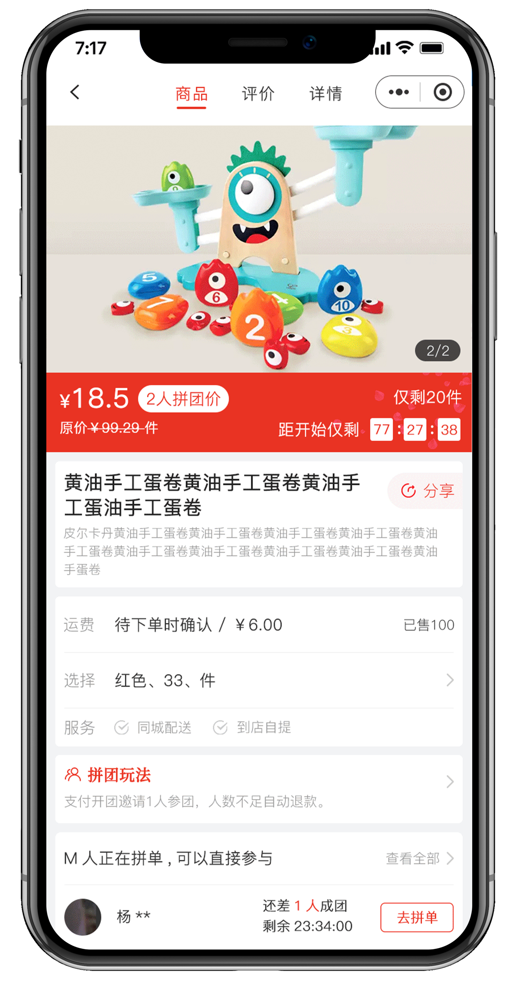 7:17
商品 评价 详情
5
6
7
4
2
10
3
2/2
¥18.5 2人拼团价 仅剩20件
原价¥99.29 件 距开始仅剩 77:27:38
黄油手工蛋卷黄油手工蛋卷黄油手
工蛋油手工蛋卷
分享
皮尔卡丹黄油手工蛋卷黄油手工蛋卷黄油手工蛋卷黄油手工蛋卷黄油
手工蛋卷黄油手工蛋卷黄油手工蛋卷黄油手工蛋卷黄油手工蛋卷黄油
手蛋卷
运费 待下单时确认 / ¥6.00 已售100
选择 红色、33、件
服务 同城配送 到店自提
拼团玩法
支付开团邀请1人参团，人数不足自动退款。
M 人正在拼单，可以直接参与 查看全部
杨 **
还差 1 人成团
剩余 23:34:00
去拼单